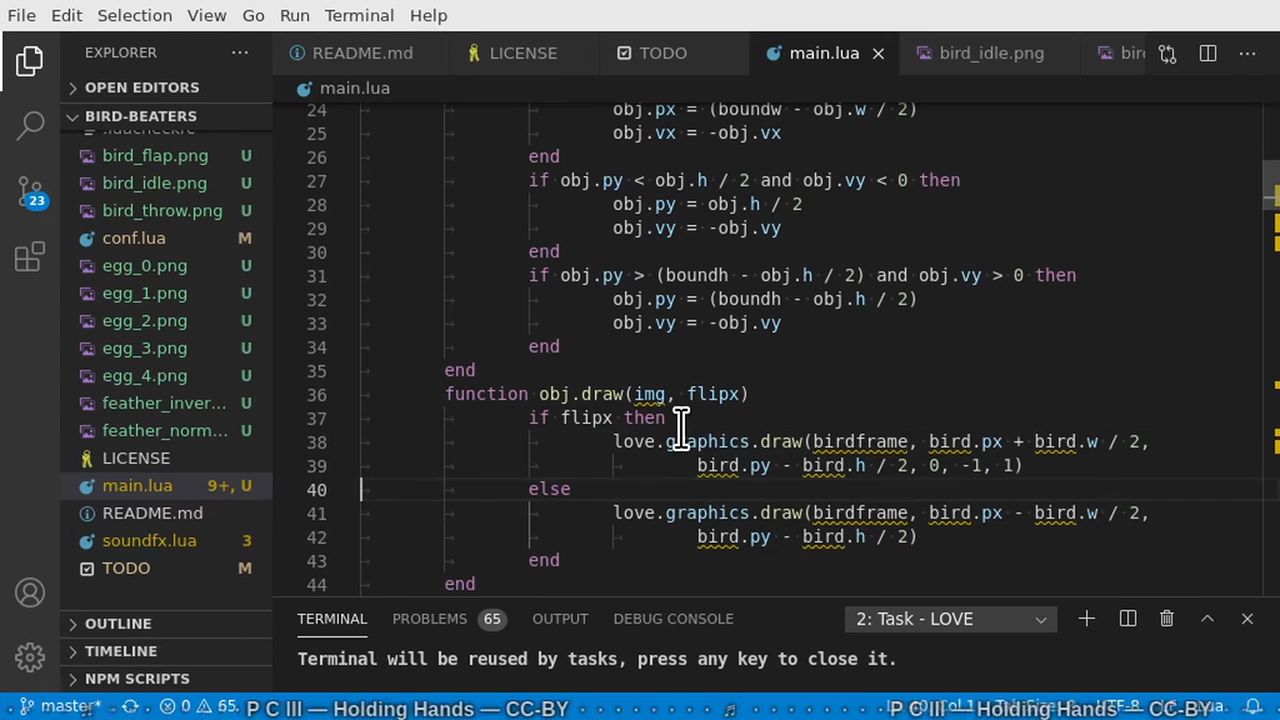 File Edit Selection View Go Run Terminal Help
EXPLORER ···
README.md LICENSE TODO main.lua bird_idle.png
OPEN EDITORS
BIRD-BEATERS
bird_flap.png U
bird_idle.png U
bird_throw.png U
conf.lua M
egg_0.png U
egg_1.png U
egg_2.png U
egg_3.png U
egg_4.png U
feather_inver... U
feather_norm... U
LICENSE
main.lua 9+, U
README.md
soundfx.lua 3
TODO M
OUTLINE
TIMELINE
NPM SCRIPTS
23
main.lua
24 obj.px = (boundw - obj.w / 2)
25 obj.vx = -obj.vx
26 end
27 if obj.py < obj.h / 2 and obj.vy < 0 then
28 obj.py = obj.h / 2
29 obj.vy = -obj.vy
30 end
31 if obj.py > (boundh - obj.h / 2) and obj.vy > 0 then
32 obj.py = (boundh - obj.h / 2)
33 obj.vy = -obj.vy
34 end
35 end
36 function obj.draw(img, flipx)
37 if flipx then
38 love.graphics.draw(birdframe, bird.px + bird.w / 2,
39 bird.py - bird.h / 2, 0, -1, 1)
40 else
41 love.graphics.draw(birdframe, bird.px - bird.w / 2,
42 bird.py - bird.h / 2)
43 end
44 end
TERMINAL PROBLEMS 65 OUTPUT DEBUG CONSOLE 2: Task - LOVE
Terminal will be reused by tasks, press any key to close it.
master* 0 65
P C III — Holding Hands — CC-BY ♬ P C III — Holding Hands — CC-BY